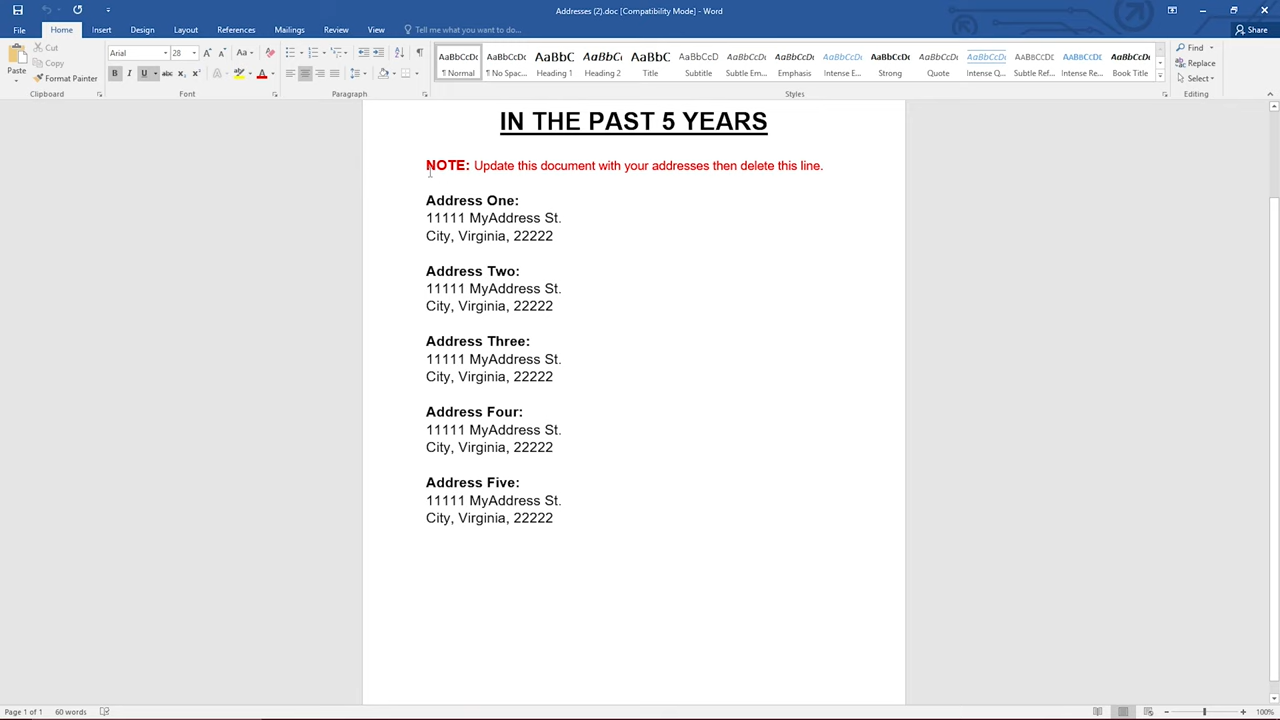 Addresses (2).doc [Compatibility Mode] - Word
File Home Insert Design Layout References Mailings Review View Tell me what you want to do... Share
Paste
Cut
Copy
Format Painter
Clipboard
Arial 28
Font
Paragraph
AaBbCcDc AaBbCcDc AaBbC AaBbCc AaBbC AaBbCcD AaBbCcDc AaBbCcDc AaBbCcDc AaBbCcDc AaBbCcDc AaBbCcDc AaBbCcDc AaBbCcDc AaBbCcDc
¶ Normal ¶ No Spac... Heading 1 Heading 2 Title Subtitle Subtle Em... Emphasis Intense E... Strong Quote Intense Q... Subtle Ref... Intense Re... Book Title
Styles
Find
Replace
Select
Editing
IN THE PAST 5 YEARS
NOTE: Update this document with your addresses then delete this line.
Address One:
11111 MyAddress St.
City, Virginia, 22222
Address Two:
11111 MyAddress St.
City, Virginia, 22222
Address Three:
11111 MyAddress St.
City, Virginia, 22222
Address Four:
11111 MyAddress St.
City, Virginia, 22222
Address Five:
11111 MyAddress St.
City, Virginia, 22222
Page 1 of 1 60 words 100%